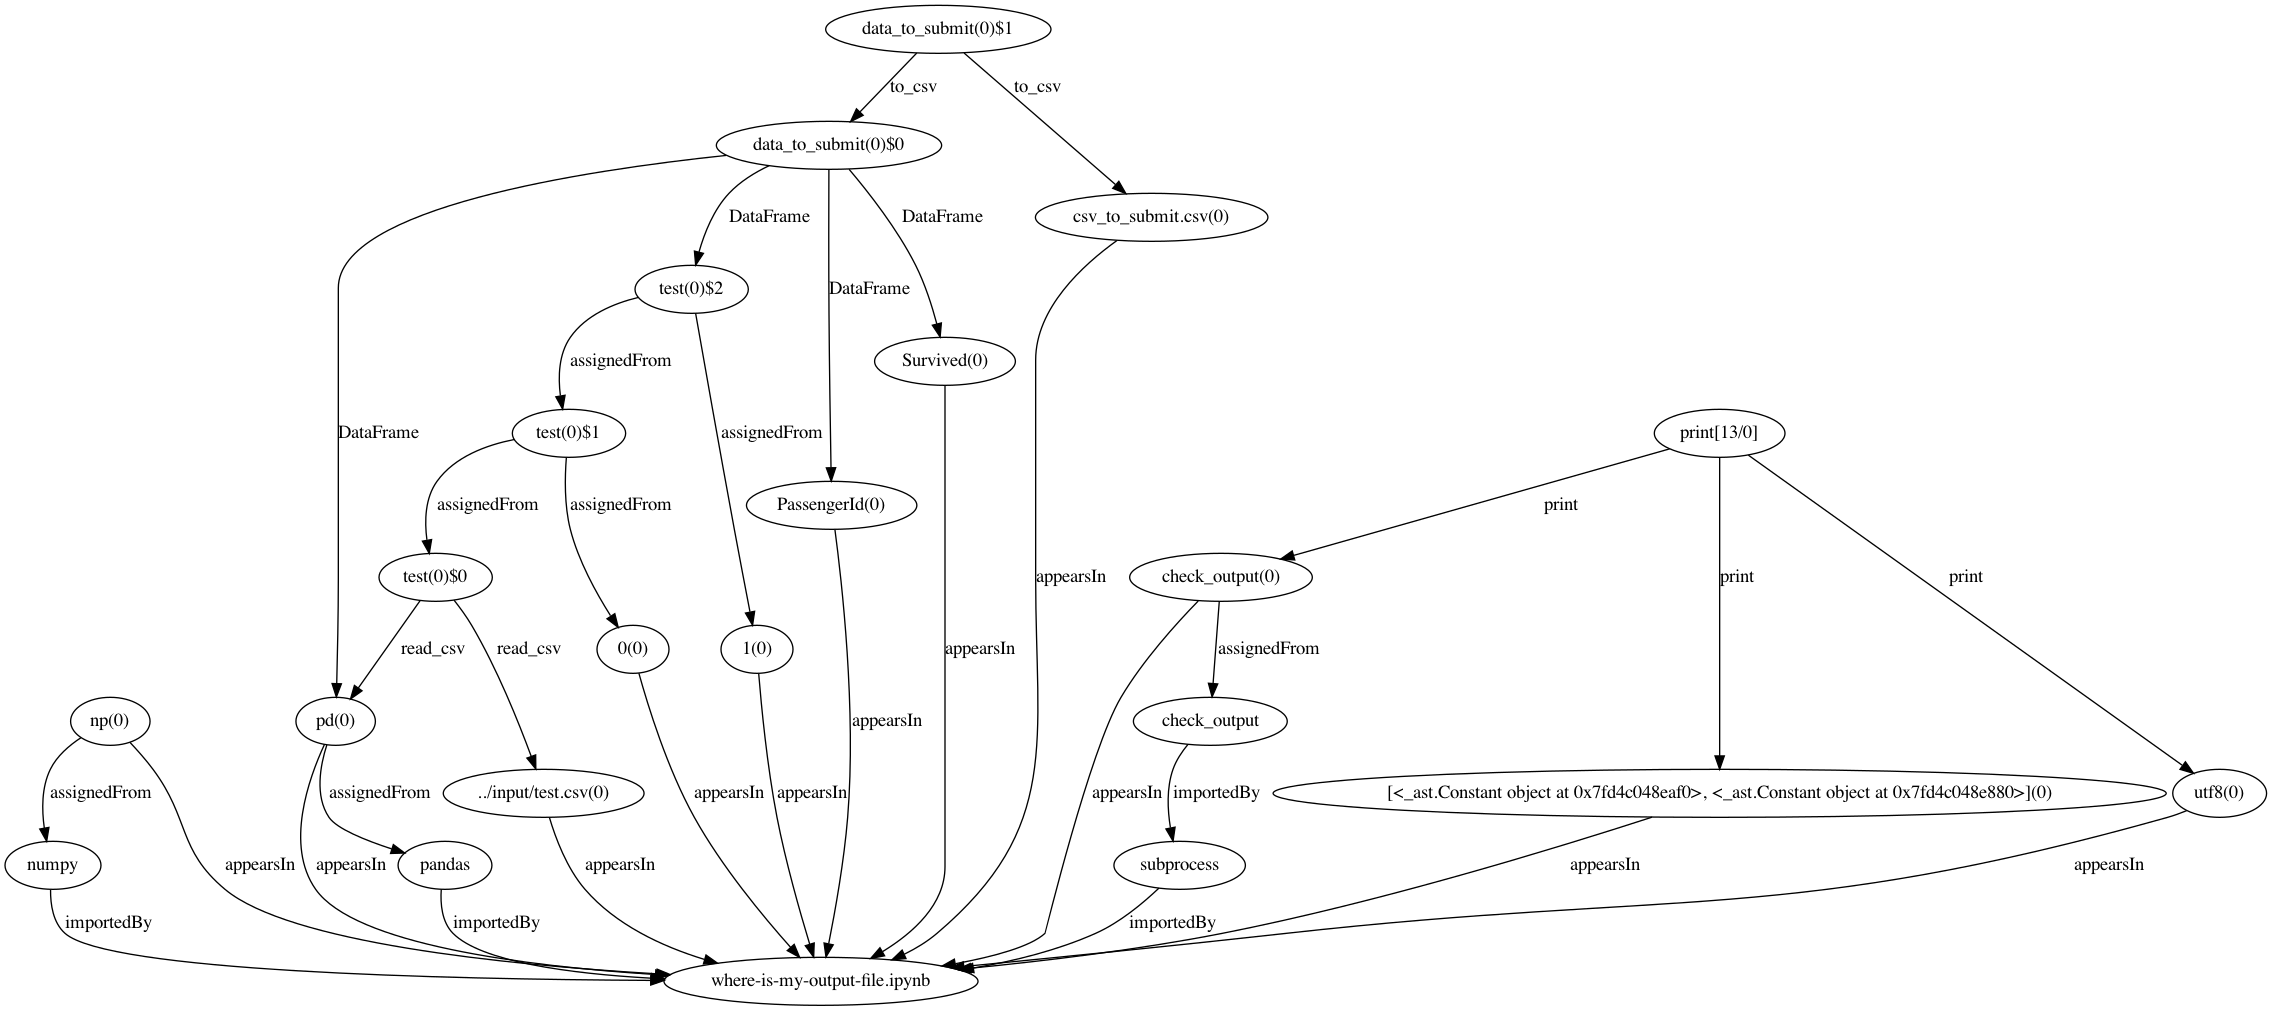 data_to_submit(0)$1
to_csv
to_csv
data_to_submit(0)$0
DataFrame
DataFrame
csv_to_submit.csv(0)
test(0)$2
DataFrame
assignedFrom
Survived(0)
DataFrame
test(0)$1
assignedFrom
print[13/0]
assignedFrom
assignedFrom
PassengerId(0)
print
test(0)$0
appearsIn
check_output(0)
print
print
read_csv
read_csv
0(0)
1(0)
appearsIn
assignedFrom
np(0)
pd(0)
appearsIn
check_output
assignedFrom
assignedFrom
../input/test.csv(0)
appearsIn
appearsIn
appearsIn
importedBy
[<_ast.Constant object at 0x7fd4c048eaf0>, <_ast.Constant object at 0x7fd4c048e880>](0)
utf8(0)
numpy
appearsIn
appearsIn
pandas
appearsIn
subprocess
appearsIn
appearsIn
importedBy
importedBy
importedBy
where-is-my-output-file.ipynb